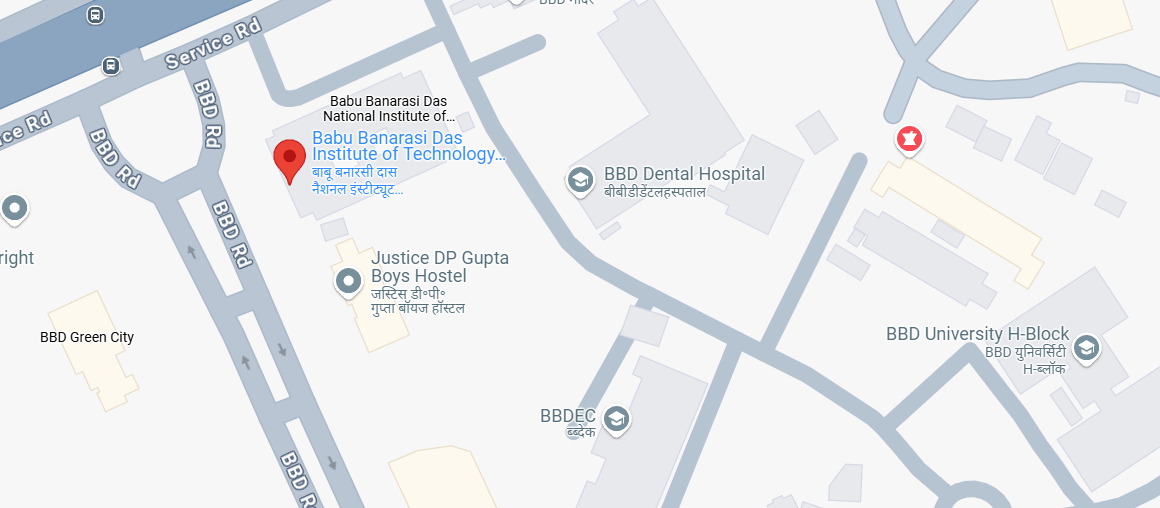 BBD मंदिर
Service Rd
BBD Rd
BBD Rd
BBD Rd
BBD
Babu Banarasi Das
National Institute of...
Babu Banarasi Das
Institute of Technology...
बाबू बनारसी दास
नैशनल इंस्टीट्यूट...
BBD Dental Hospital
बीबीडीडेंटलहस्पताल
right
Justice DP Gupta
Boys Hostel
जस्टिस डी॰पी॰
गुप्ता बॉयज हॉस्टल
BBD Green City
BBD University H-Block
BBD युनिवर्सिटी
H-ब्लॉक
BBDEC
ब्ब्देक